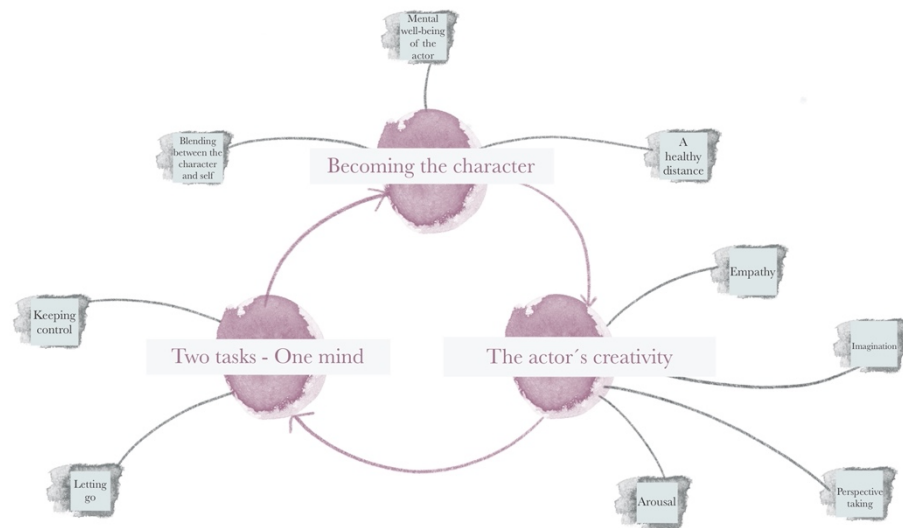 Mental
well-being
of the
actor
Blending
between the
character
and self
Becoming the character
A
healthy
distance
Empathy
Keeping
control
Two tasks - One mind
The actor´s creativity
Imagination
Letting
go
Arousal
Perspective
taking